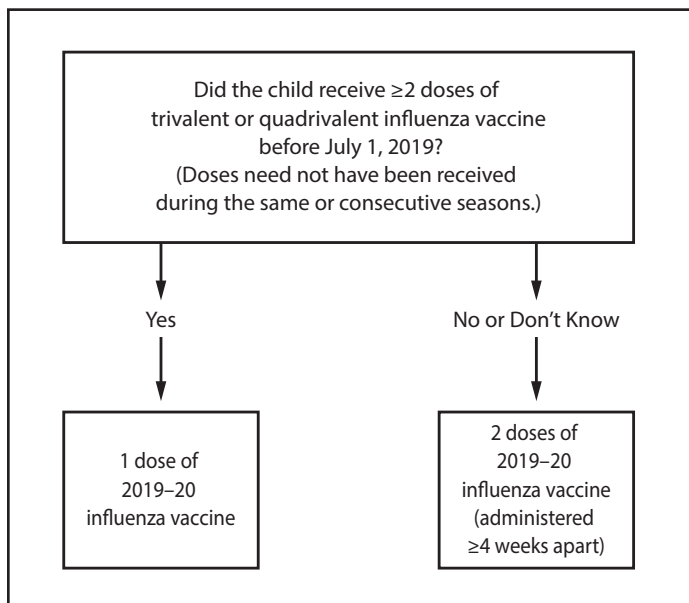 Did the child receive ≥2 doses of
trivalent or quadrivalent influenza vaccine
before July 1, 2019?
(Doses need not have been received
during the same or consecutive seasons.)
Yes
No or Don’t Know
1 dose of
2019–20
influenza vaccine
2 doses of
2019–20
influenza vaccine
(administered
≥4 weeks apart)